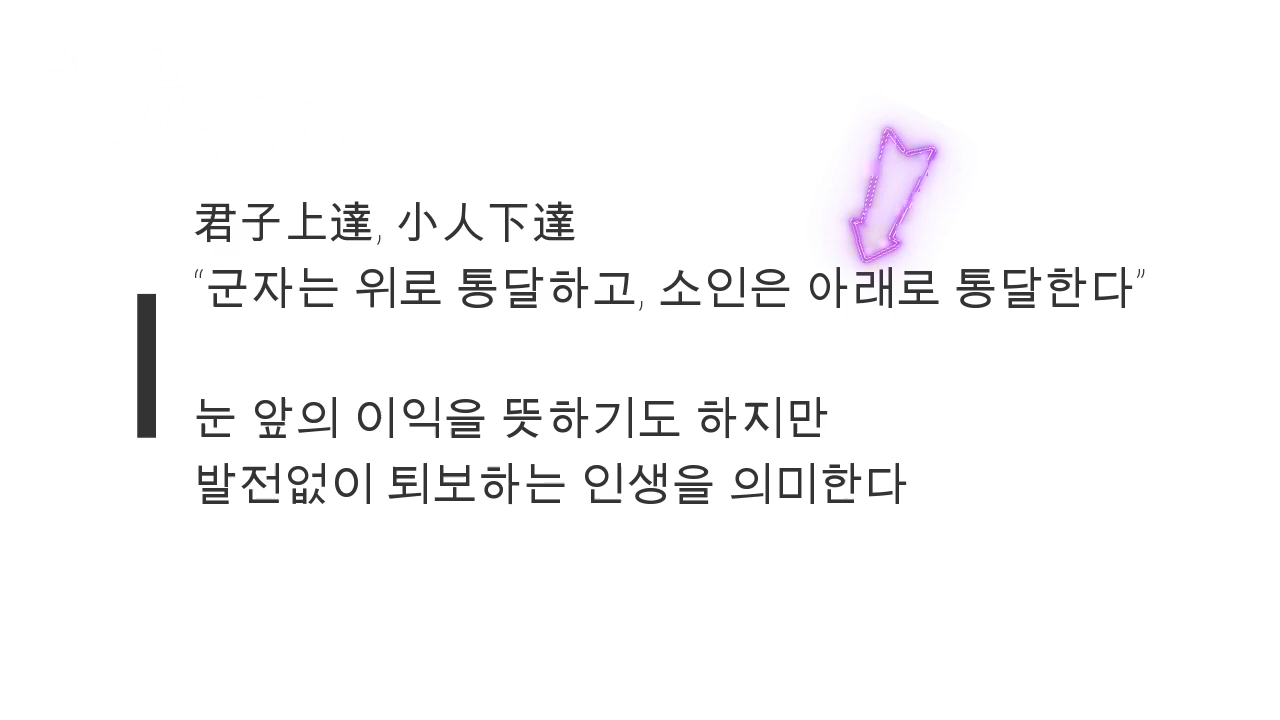 君子上達, 小人下達
“군자는 위로 통달하고, 소인은 아래로 통달한다”
눈 앞의 이익을 뜻하기도 하지만
발전없이 퇴보하는 인생을 의미한다